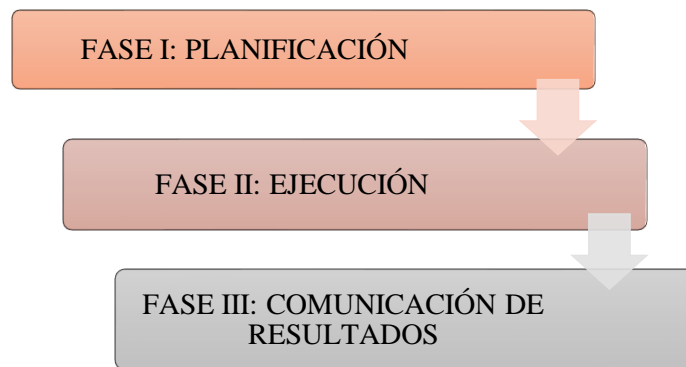 FASE I: PLANIFICACIÓN
FASE II: EJECUCIÓN
FASE III: COMUNICACIÓN DE
RESULTADOS